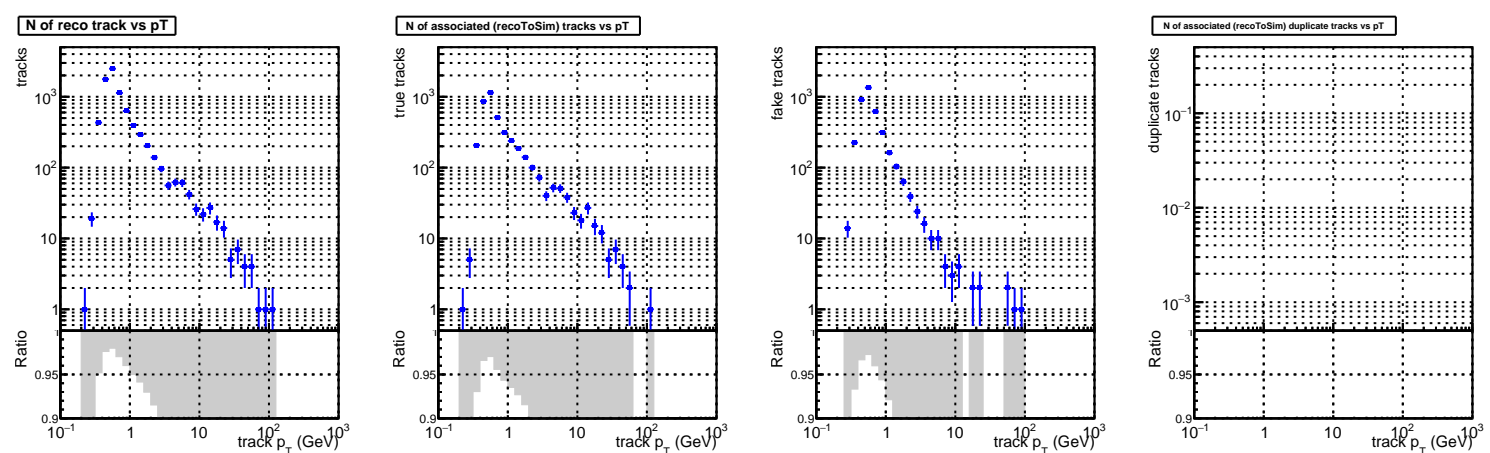 N of reco track vs pT
tracks
10³
10²
10
1
Ratio
1
0.95
0.9
10⁻¹ 1 10 10² 10³
track p_T (GeV)
N of associated (recoToSim) tracks vs pT
true tracks
10³
10²
10
1
Ratio
1
0.95
0.9
10⁻¹ 1 10 10² 10³
track p_T (GeV)
fake tracks
10³
10²
10
1
Ratio
1
0.95
0.9
10⁻¹ 1 10 10² 10³
track p_T (GeV)
N of associated (recoToSim) duplicate tracks vs pT
duplicate tracks
10⁻¹
10⁻²
10⁻³
Ratio
1
0.95
0.9
10⁻¹ 1 10 10² 10³
track p_T (GeV)